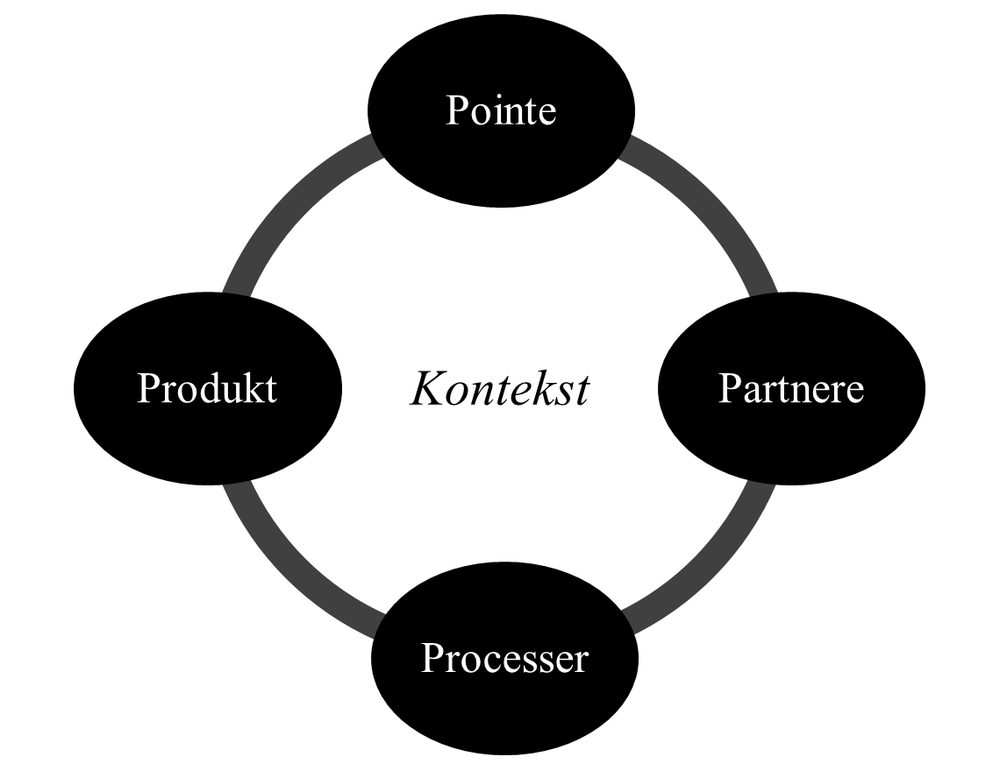 Pointe
Produkt
Kontekst
Partnere
Processer